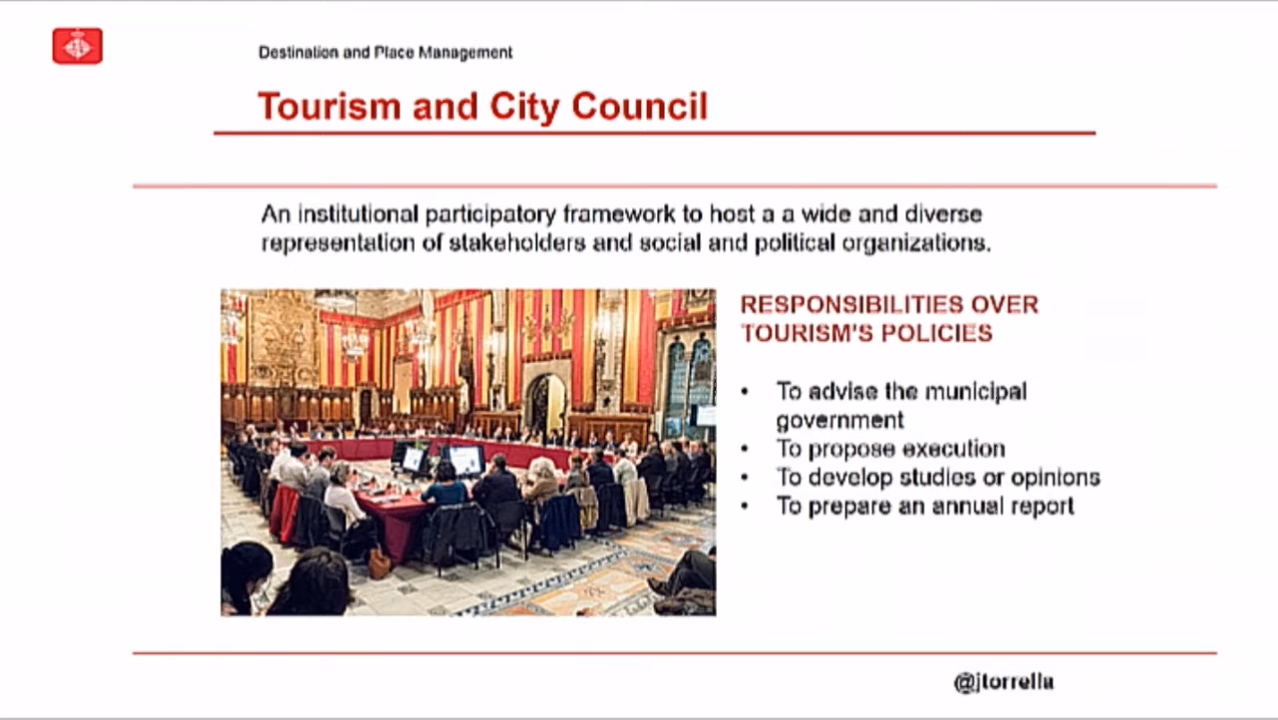 Destination and Place Management
Tourism and City Council
An institutional participatory framework to host a a wide and diverse
representation of stakeholders and social and political organizations.
RESPONSIBILITIES OVER
TOURISM'S POLICIES
• To advise the municipal
government
• To propose execution
• To develop studies or opinions
• To prepare an annual report
@jtorrella